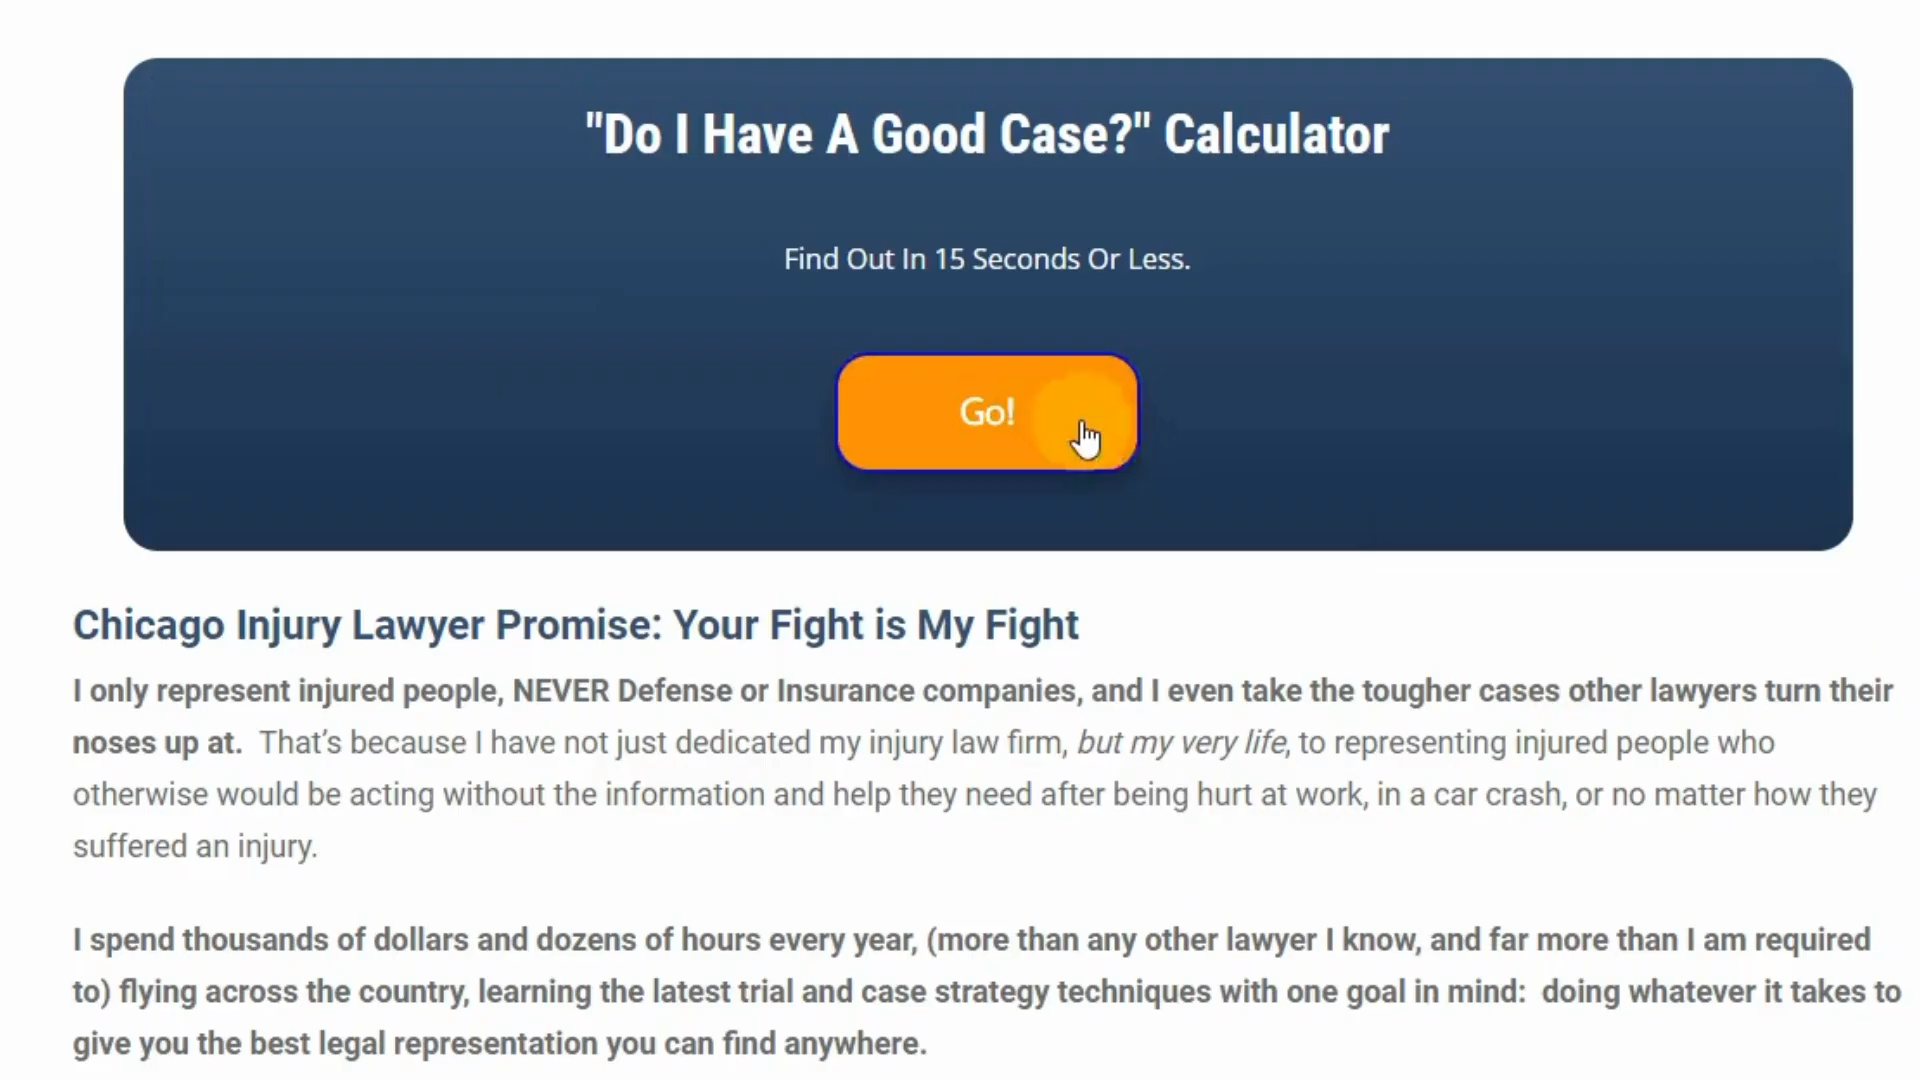 "Do I Have A Good Case?" Calculator
Find Out In 15 Seconds Or Less.
Go!
Chicago Injury Lawyer Promise: Your Fight is My Fight
I only represent injured people, NEVER Defense or Insurance companies, and I even take the tougher cases other lawyers turn their
noses up at.  That’s because I have not just dedicated my injury law firm, but my very life, to representing injured people who
otherwise would be acting without the information and help they need after being hurt at work, in a car crash, or no matter how they
suffered an injury.
I spend thousands of dollars and dozens of hours every year, (more than any other lawyer I know, and far more than I am required
to) flying across the country, learning the latest trial and case strategy techniques with one goal in mind:  doing whatever it takes to
give you the best legal representation you can find anywhere.